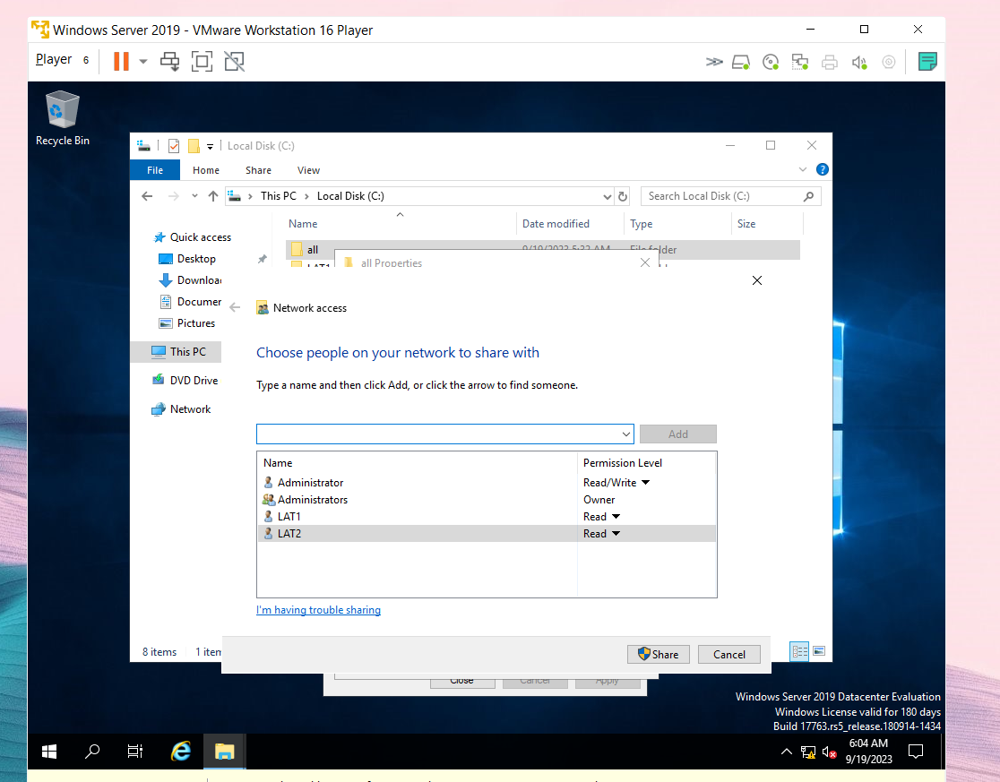 Windows Server 2019 - VMware Workstation 16 Player
Player 6
Recycle Bin
Local Disk (C:)
File Home Share View
This PC > Local Disk (C:)
Search Local Disk (C:)
Name Date modified Type Size
Quick access
Desktop
Downloa
Documen
Pictures
This PC
DVD Drive
Network
all 9/19/2023 5:32 AM File folder
LAT1
all Properties
Network access
Choose people on your network to share with
Type a name and then click Add, or click the arrow to find someone.
Add
Name Permission Level
Administrator Read/Write
Administrators Owner
LAT1 Read
LAT2 Read
I'm having trouble sharing
8 items 1 item
Share Cancel
Close Cancel Apply
Windows Server 2019 Datacenter Evaluation
Windows License valid for 180 days
Build 17763.rs5_release.180914-1434
6:04 AM
9/19/2023